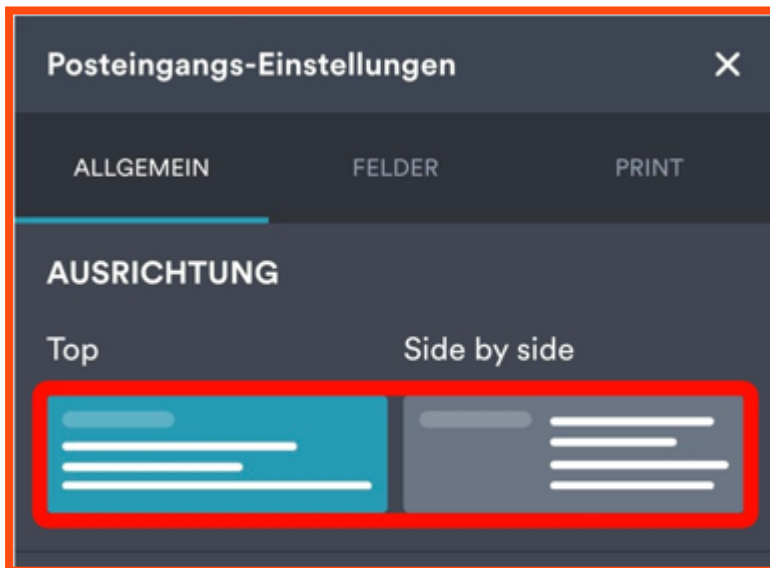 Posteingangs-Einstellungen
ALLGEMEIN FELDER PRINT
AUSRICHTUNG
Top Side by side